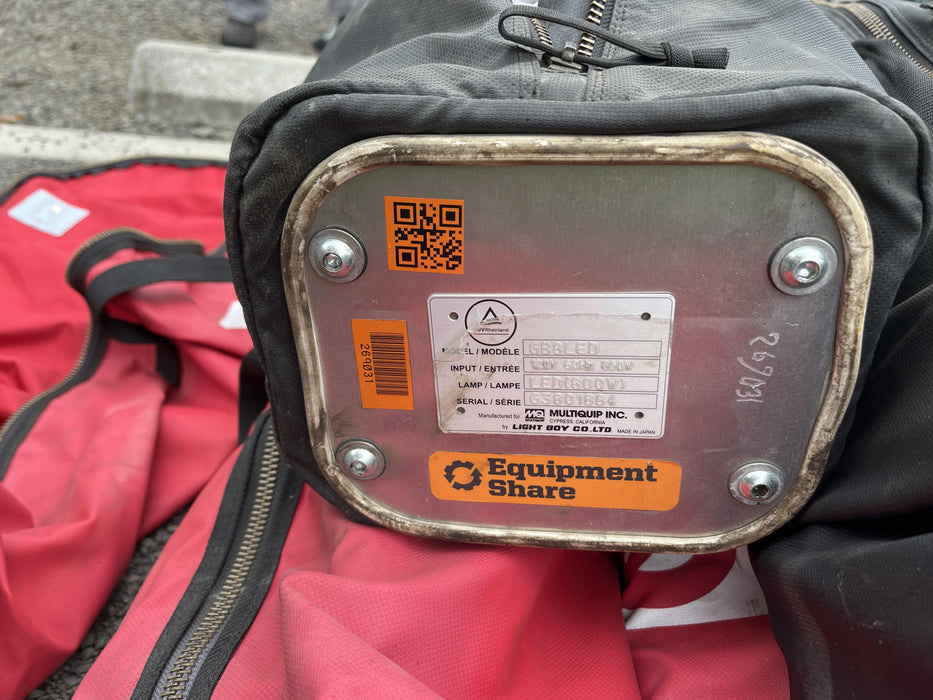 TÜVRheinland
MODEL / MODÈLE GB6LED
INPUT / ENTRÉE
LAMP / LAMPE LED(600W)
SERIAL / SÉRIE
Manufactured for MQ MULTIQUIP INC.
CYPRESS, CALIFORNIA
by LIGHT BOY CO.,LTD. MADE IN JAPAN
269031
269031
Equipment
Share